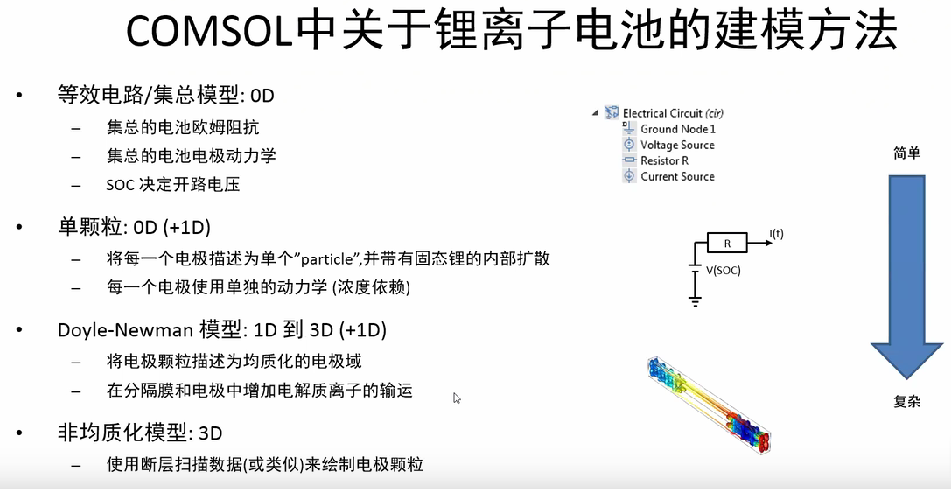 COMSOL中关于锂离子电池的建模方法
• 等效电路/集总模型: 0D
– 集总的电池欧姆阻抗
– 集总的电池电极动力学
– SOC 决定开路电压
• 单颗粒: 0D (+1D)
– 将每一个电极描述为单个”particle”,并带有固态锂的内部扩散
– 每一个电极使用单独的动力学 (浓度依赖)
• Doyle-Newman 模型: 1D 到 3D (+1D)
– 将电极颗粒描述为均质化的电极域
– 在分隔膜和电极中增加电解质离子的输运
• 非均质化模型: 3D
– 使用断层扫描数据(或类似)来绘制电极颗粒
Electrical Circuit (cir)
Ground Node 1
Voltage Source
Resistor R
Current Source
R
I(t)
V(SOC)
简单
复杂